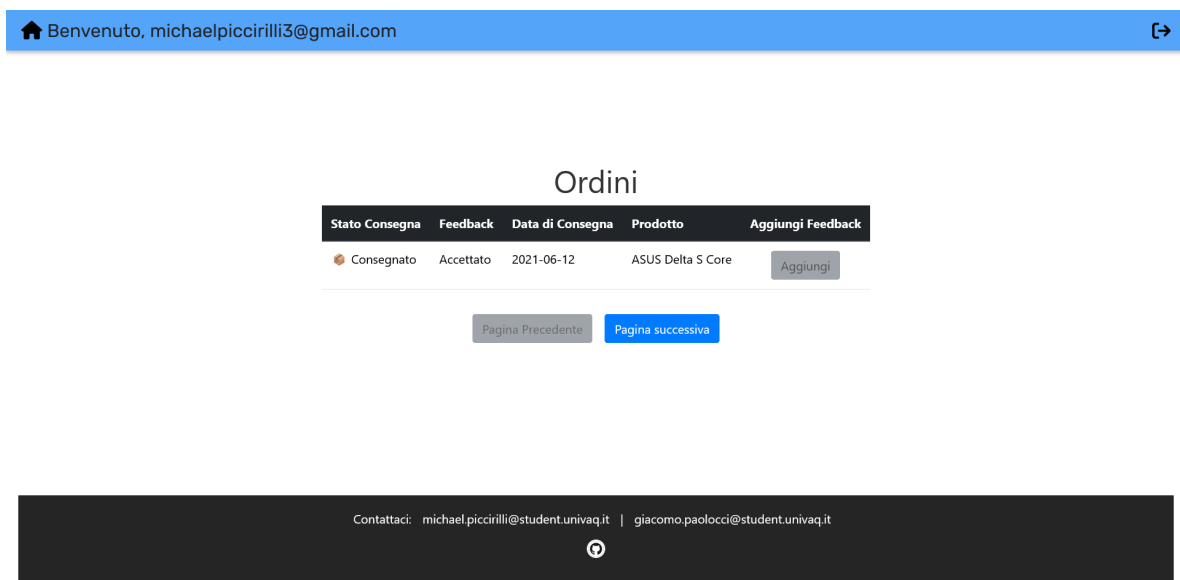 Benvenuto, michaelpiccirilli3@gmail.com
Ordini
Stato Consegna Feedback Data di Consegna Prodotto Aggiungi Feedback
Consegnato Accettato 2021-06-12 ASUS Delta S Core Aggiungi
Pagina Precedente Pagina successiva
Contattaci: michael.piccirilli@student.univaq.it | giacomo.paolocci@student.univaq.it